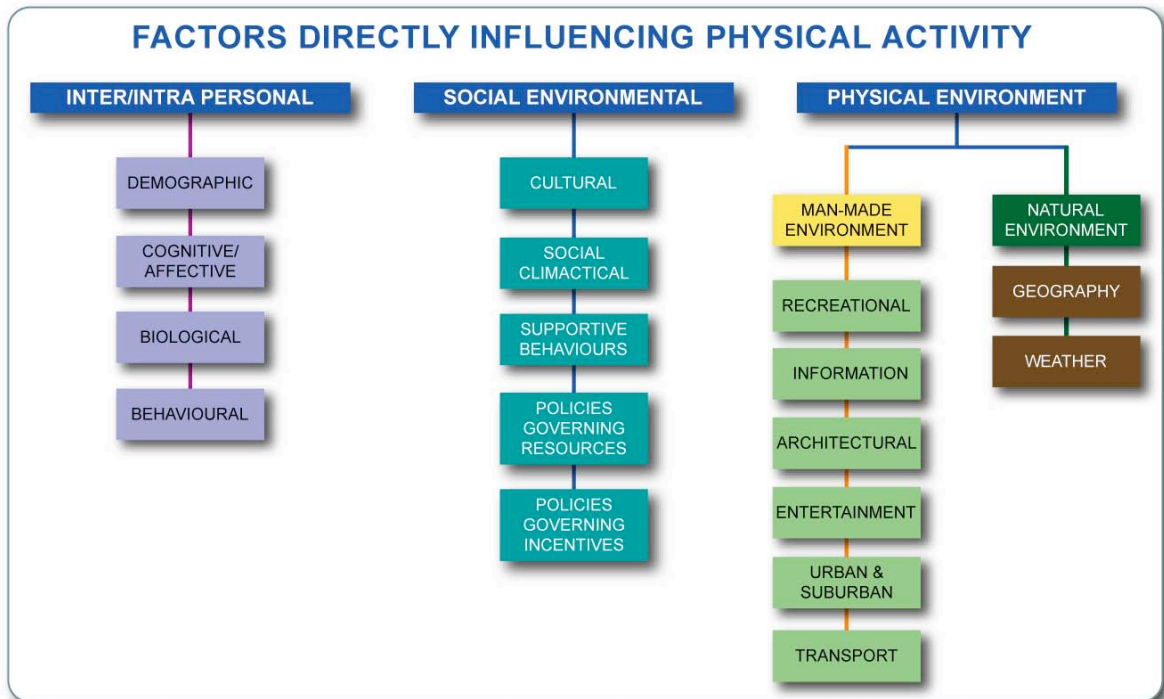 FACTORS DIRECTLY INFLUENCING PHYSICAL ACTIVITY
INTER/INTRA PERSONAL
DEMOGRAPHIC
COGNITIVE/
AFFECTIVE
BIOLOGICAL
BEHAVIOURAL
SOCIAL ENVIRONMENTAL
CULTURAL
SOCIAL
CLIMACTICAL
SUPPORTIVE
BEHAVIOURS
POLICIES
GOVERNING
RESOURCES
POLICIES
GOVERNING
INCENTIVES
PHYSICAL ENVIRONMENT
MAN-MADE
ENVIRONMENT
RECREATIONAL
INFORMATION
ARCHITECTURAL
ENTERTAINMENT
URBAN &
SUBURBAN
TRANSPORT
NATURAL
ENVIRONMENT
GEOGRAPHY
WEATHER